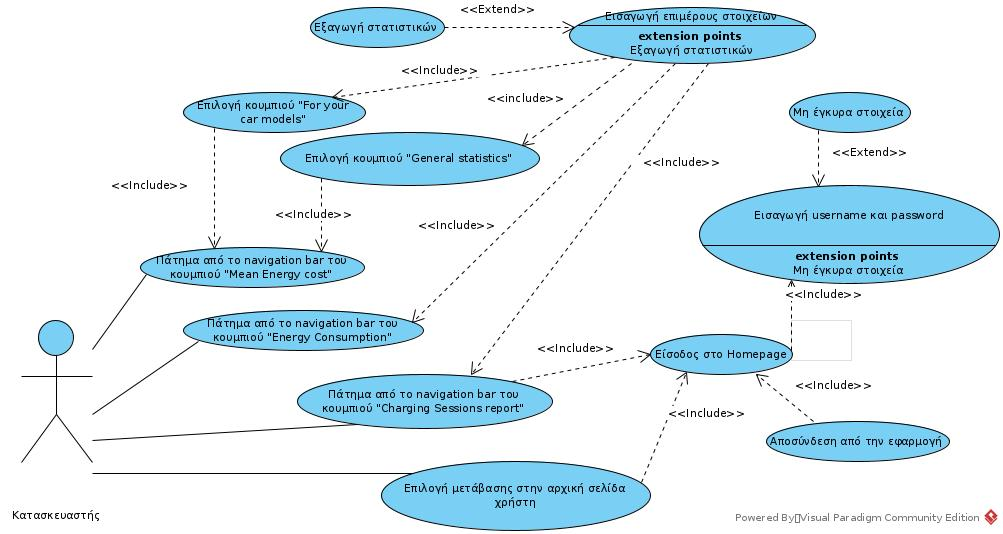 <<Extend>>
Εξαγωγή στατιστικών
Εισαγωγή επιμέρους στοιχείων
extension points
Εξαγωγή στατιστικών
<<Include>>
<<include>>
Επιλογή κουμπιού "For your
car models"
Μη έγκυρα στοιχεία
<<Extend>>
Επιλογή κουμπιού "General statistics"
<<Include>>
<<Include>>
<<Include>>
<<Include>>
Εισαγωγή username και password
extension points
Μη έγκυρα στοιχεία
<<Include>>
Πάτημα από το navigation bar του
κουμπιού "Mean Energy cost"
Πάτημα από το navigation bar του
κουμπιού "Energy Consumption"
<<Include>>
Είσοδος στο Homepage
Πάτημα από το navigation bar του
κουμπιού "Charging Sessions report"
<<Include>>
<<Include>>
Αποσύνδεση από την εφαρμογή
Επιλογή μετάβασης στην αρχική σελίδα
χρήστη
Κατασκευαστής
Powered By Visual Paradigm Community Edition